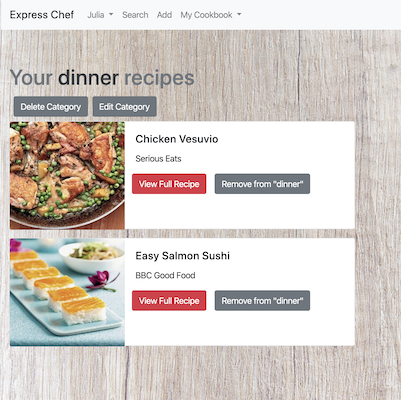 Express Chef Julia Search Add My Cookbook
Your dinner recipes
Delete Category Edit Category
Chicken Vesuvio
Serious Eats
View Full Recipe Remove from "dinner"
Easy Salmon Sushi
BBC Good Food
View Full Recipe Remove from "dinner"